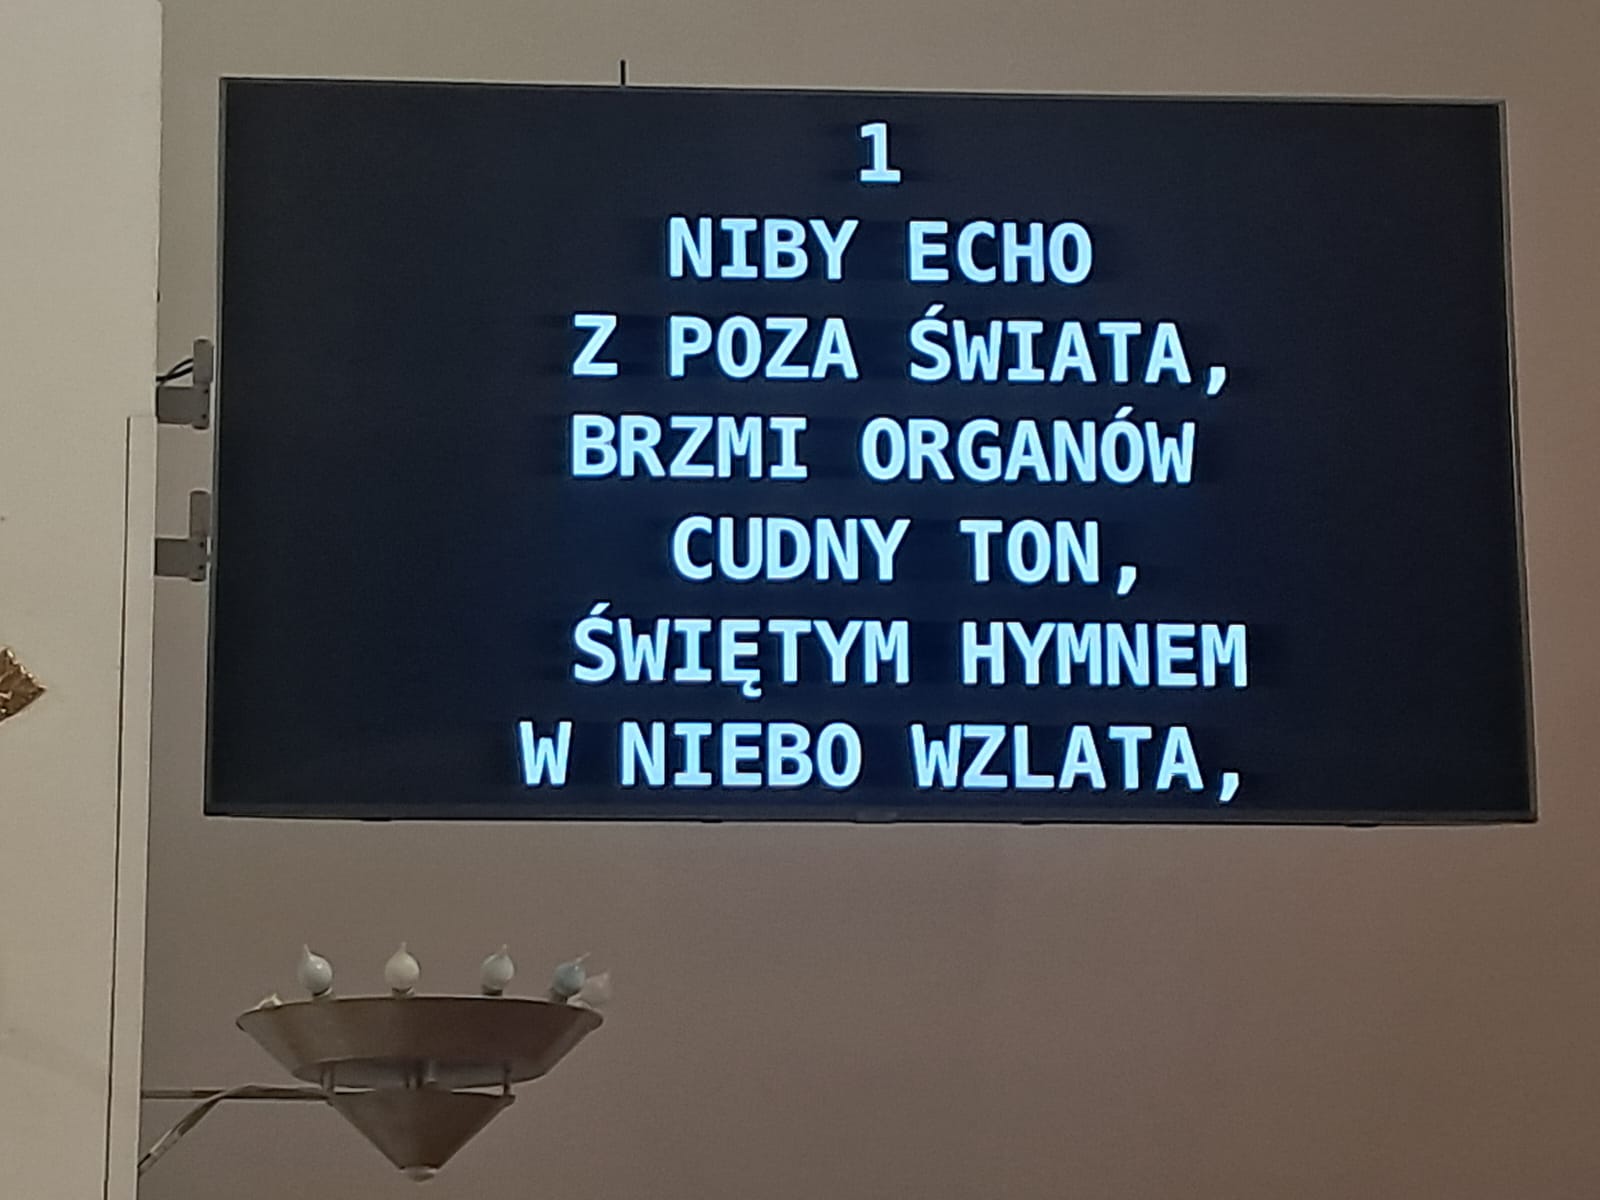 1
NIBY ECHO
Z POZA ŚWIATA,
BRZMI ORGANÓW
CUDNY TON,
ŚWIĘTYM HYMNEM
W NIEBO WZLATA,